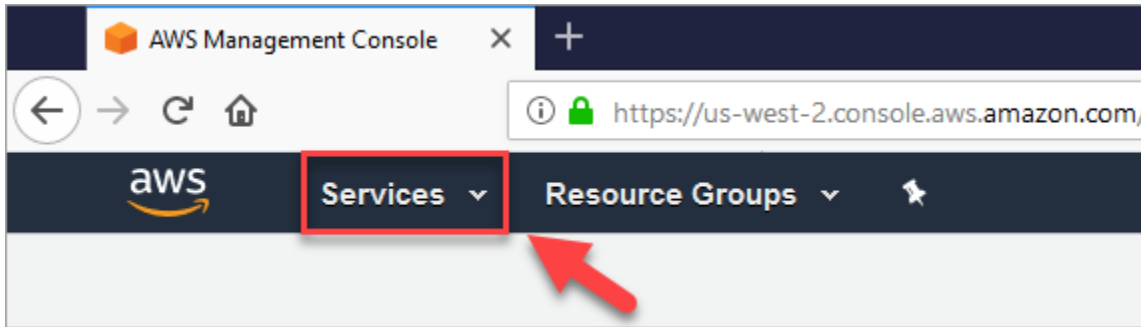 AWS Management Console
https://us-west-2.console.aws.amazon.com/
aws
Services
Resource Groups